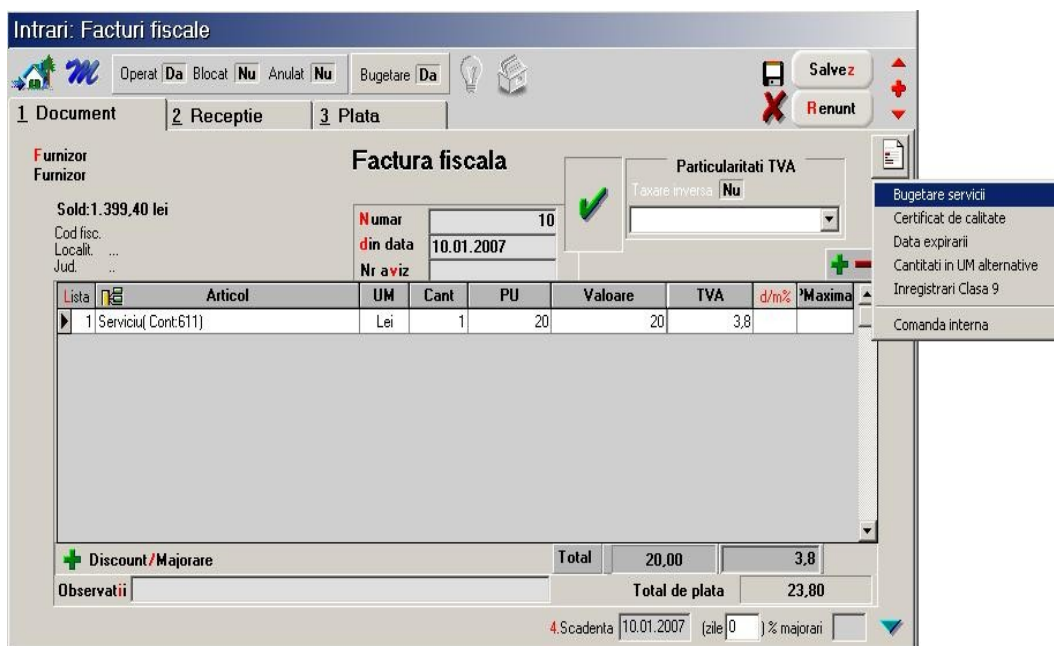 Intrari: Facturi fiscale
Operat Da Blocat Nu Anulat Nu Bugetare Da
Salvez
Renunt
1 Document 2 Receptie 3 Plata
Furnizor
Furnizor
Factura fiscala
Particularitati TVA
Taxare inversa Nu
Sold:1.399,40 lei
Cod fisc.
Localit. ...
Jud. ..
Numar 10
din data 10.01.2007
Nr aviz
Bugetare servicii
Certificat de calitate
Data expirarii
Cantitati in UM alternative
Inregistrari Clasa 9
Comanda interna
Lista Articol UM Cant PU Valoare TVA d/m% Maxima
1 Serviciu( Cont:611) Lei 1 20 20 3,8
Discount/Majorare Total 20,00 3,8
Observatii Total de plata 23,80
4.Scadenta 10.01.2007 (zile 0 ) % majorari